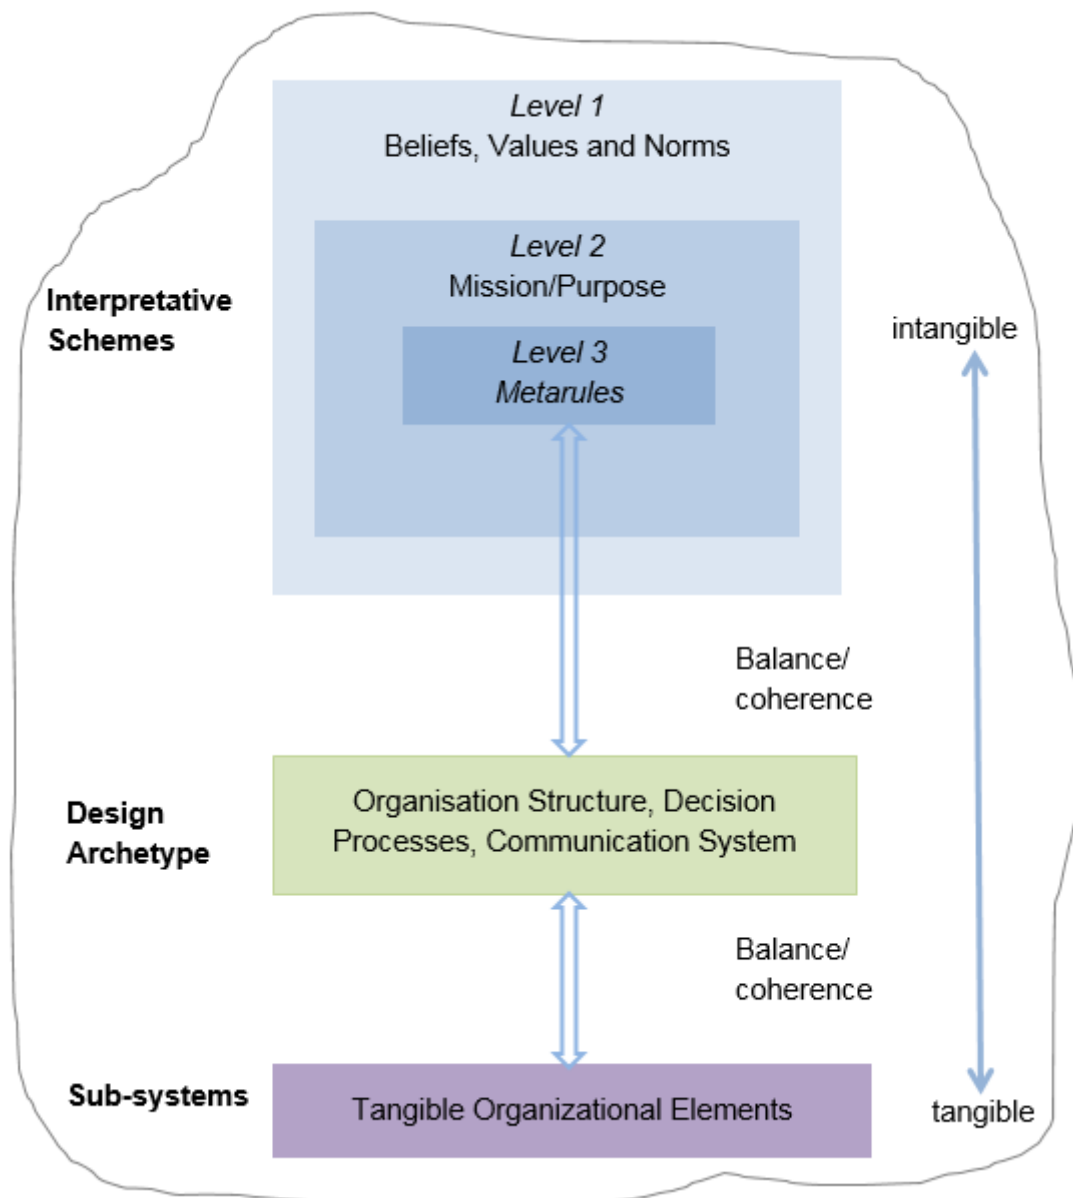 Level 1
Beliefs, Values and Norms
Level 2
Mission/Purpose
Interpretative
Schemes
intangible
Level 3
Metarules
Balance/
coherence
Design
Archetype
Organisation Structure, Decision
Processes, Communication System
Balance/
coherence
Sub-systems
Tangible Organizational Elements
tangible